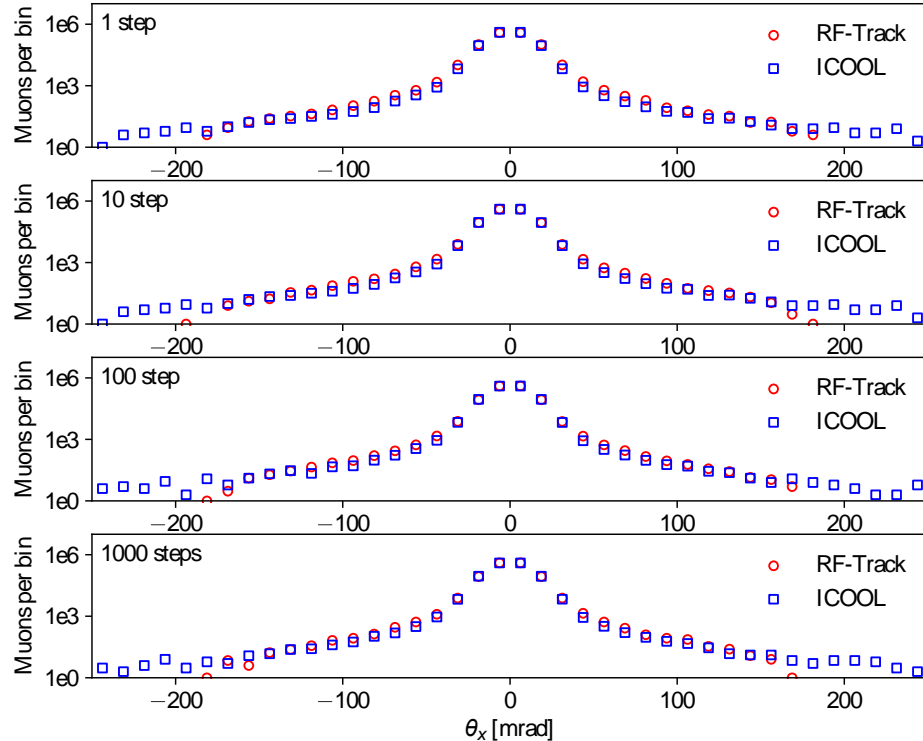 1 step
RF-Track
ICOOL
Muons per bin
1e6
1e3
1e0
−200
−100
0
100
200
10 step
RF-Track
ICOOL
Muons per bin
1e6
1e3
1e0
−200
−100
0
100
200
100 step
RF-Track
ICOOL
Muons per bin
1e6
1e3
1e0
−200
−100
0
100
200
1000 steps
RF-Track
ICOOL
Muons per bin
1e6
1e3
1e0
−200
−100
0
100
200
θx [mrad]